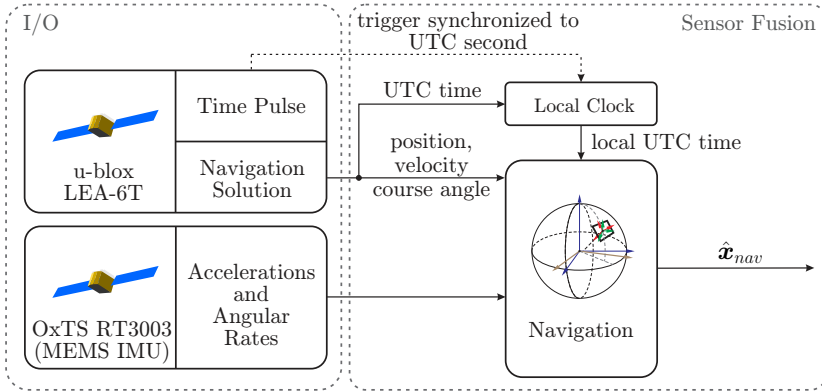 I/O
trigger synchronized to
UTC second
Sensor Fusion
u-blox
LEA-6T
Time Pulse
Navigation
Solution
UTC time
Local Clock
position,
velocity
course angle
local UTC time
OxTS RT3003
(MEMS IMU)
Accelerations
and
Angular
Rates
Navigation
x̂nav